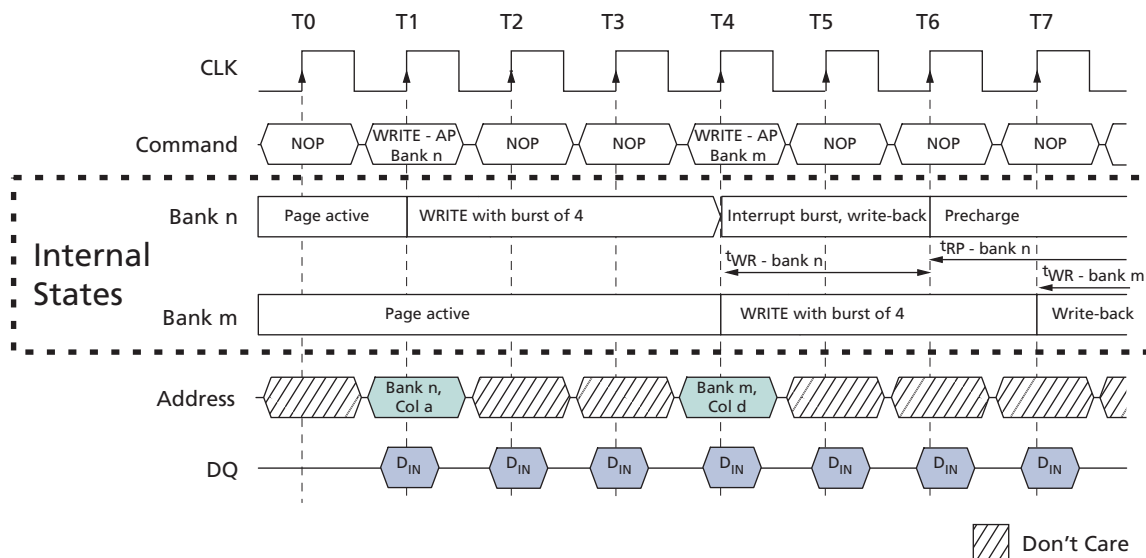 T0 T1 T2 T3 T4 T5 T6 T7
CLK
Command NOP WRITE - AP Bank n NOP NOP WRITE - AP Bank m NOP NOP NOP
Internal States
Bank n Page active WRITE with burst of 4 Interrupt burst, write-back Precharge
tWR - bank n tRP - bank n
tWR - bank m
Bank m Page active WRITE with burst of 4 Write-back
Address Bank n, Col a Bank m, Col d
DQ DIN DIN DIN DIN DIN DIN DIN
Don't Care